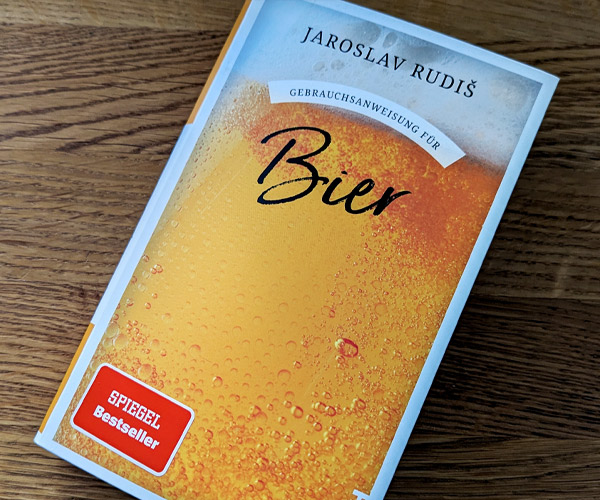 JAROSLAV RUDIŠ
GEBRAUCHSANWEISUNG FÜR
Bier
SPIEGEL
Bestseller